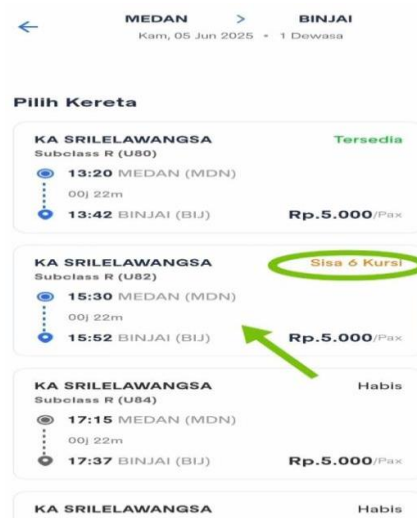 MEDAN > BINJAI
Kam, 05 Jun 2025 • 1 Dewasa
Pilih Kereta
KA SRILELAWANGSA Tersedia
Subclass R (U80)
13:20 MEDAN (MDN)
00j 22m
13:42 BINJAI (BIJ) Rp.5.000/Pax
KA SRILELAWANGSA Sisa 6 Kursi
Subclass R (U82)
15:30 MEDAN (MDN)
00j 22m
15:52 BINJAI (BIJ) Rp.5.000/Pax
KA SRILELAWANGSA Habis
Subclass R (U84)
17:15 MEDAN (MDN)
00j 22m
17:37 BINJAI (BIJ) Rp.5.000/Pax
KA SRILELAWANGSA Habis